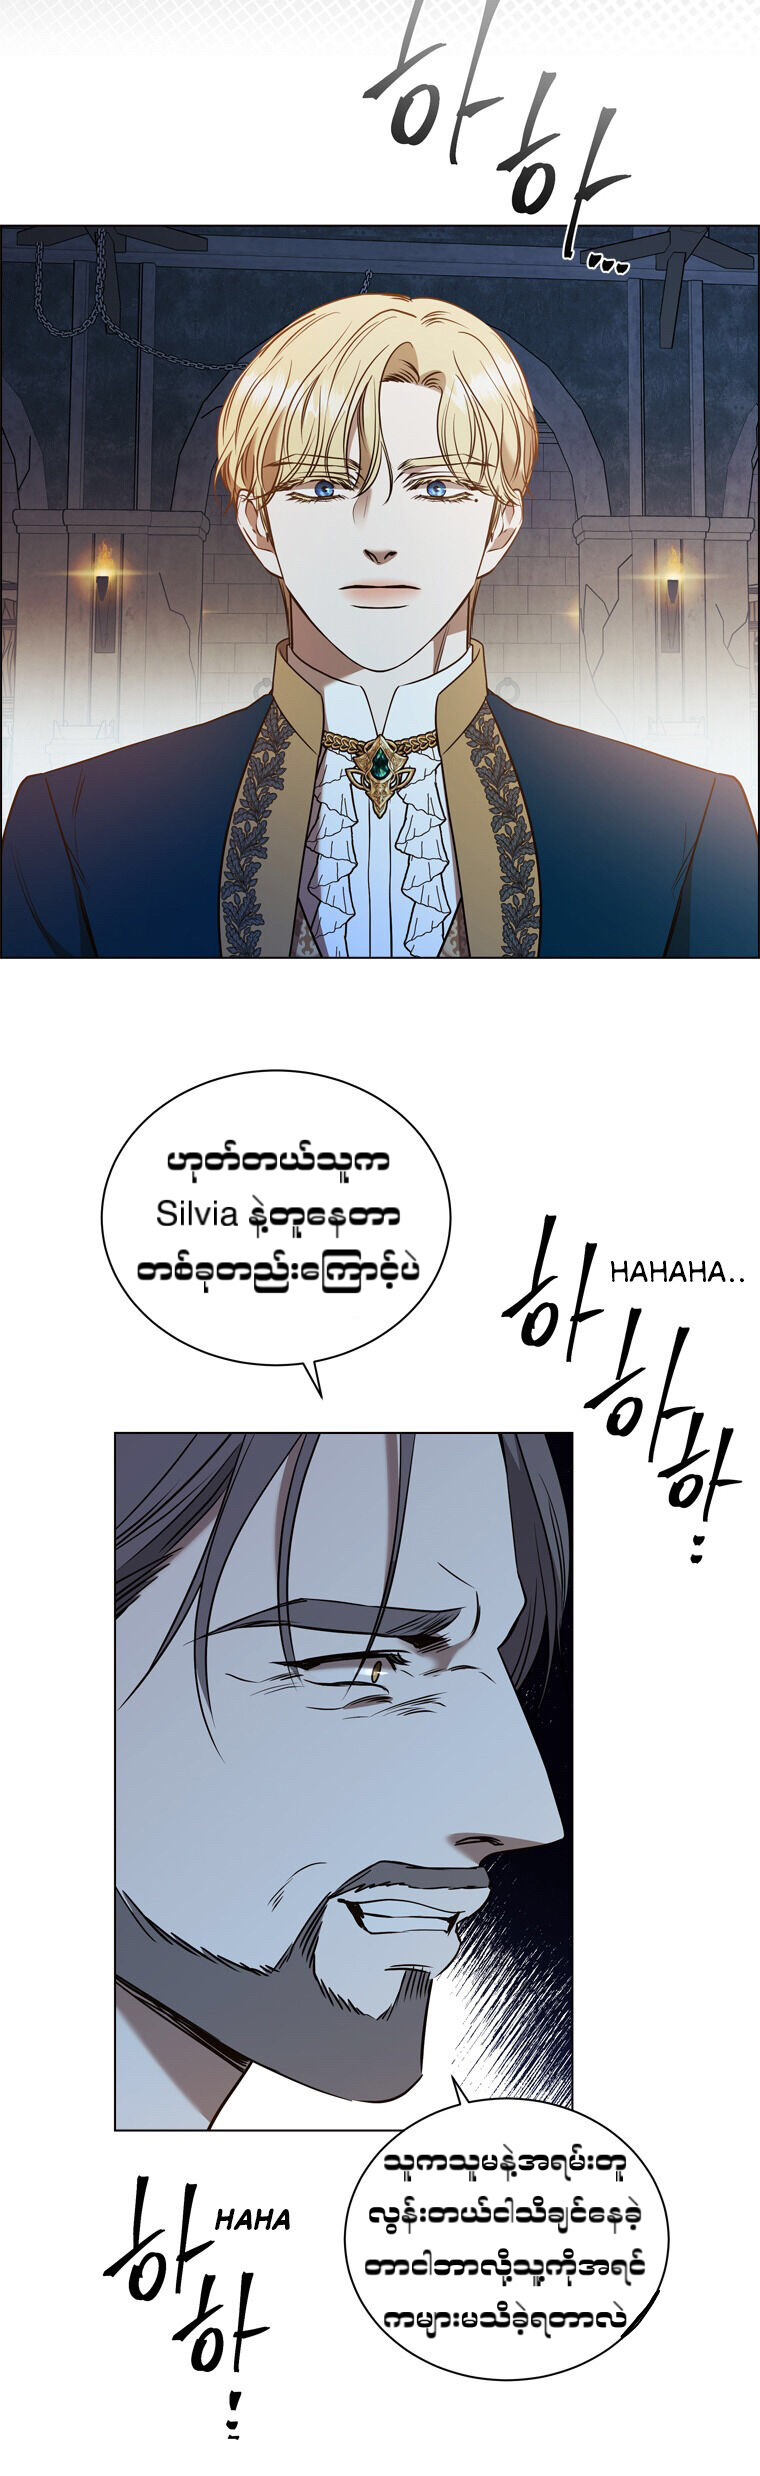 하하...
ဟုတ်တယ်သူက
Silvia နဲ့တူနေတာ
တစ်ခုတည်းကြောင့်ပဲ
HAHAHA..
하하하..
သူကသူမနဲ့အရမ်းတူ
လွန်းတယ်ငါသိချင်နေခဲ့
တာငါဘာလို့သူ့ကိုအရင်
ကများမသိခဲ့ရတာလဲ
HAHA
하하..